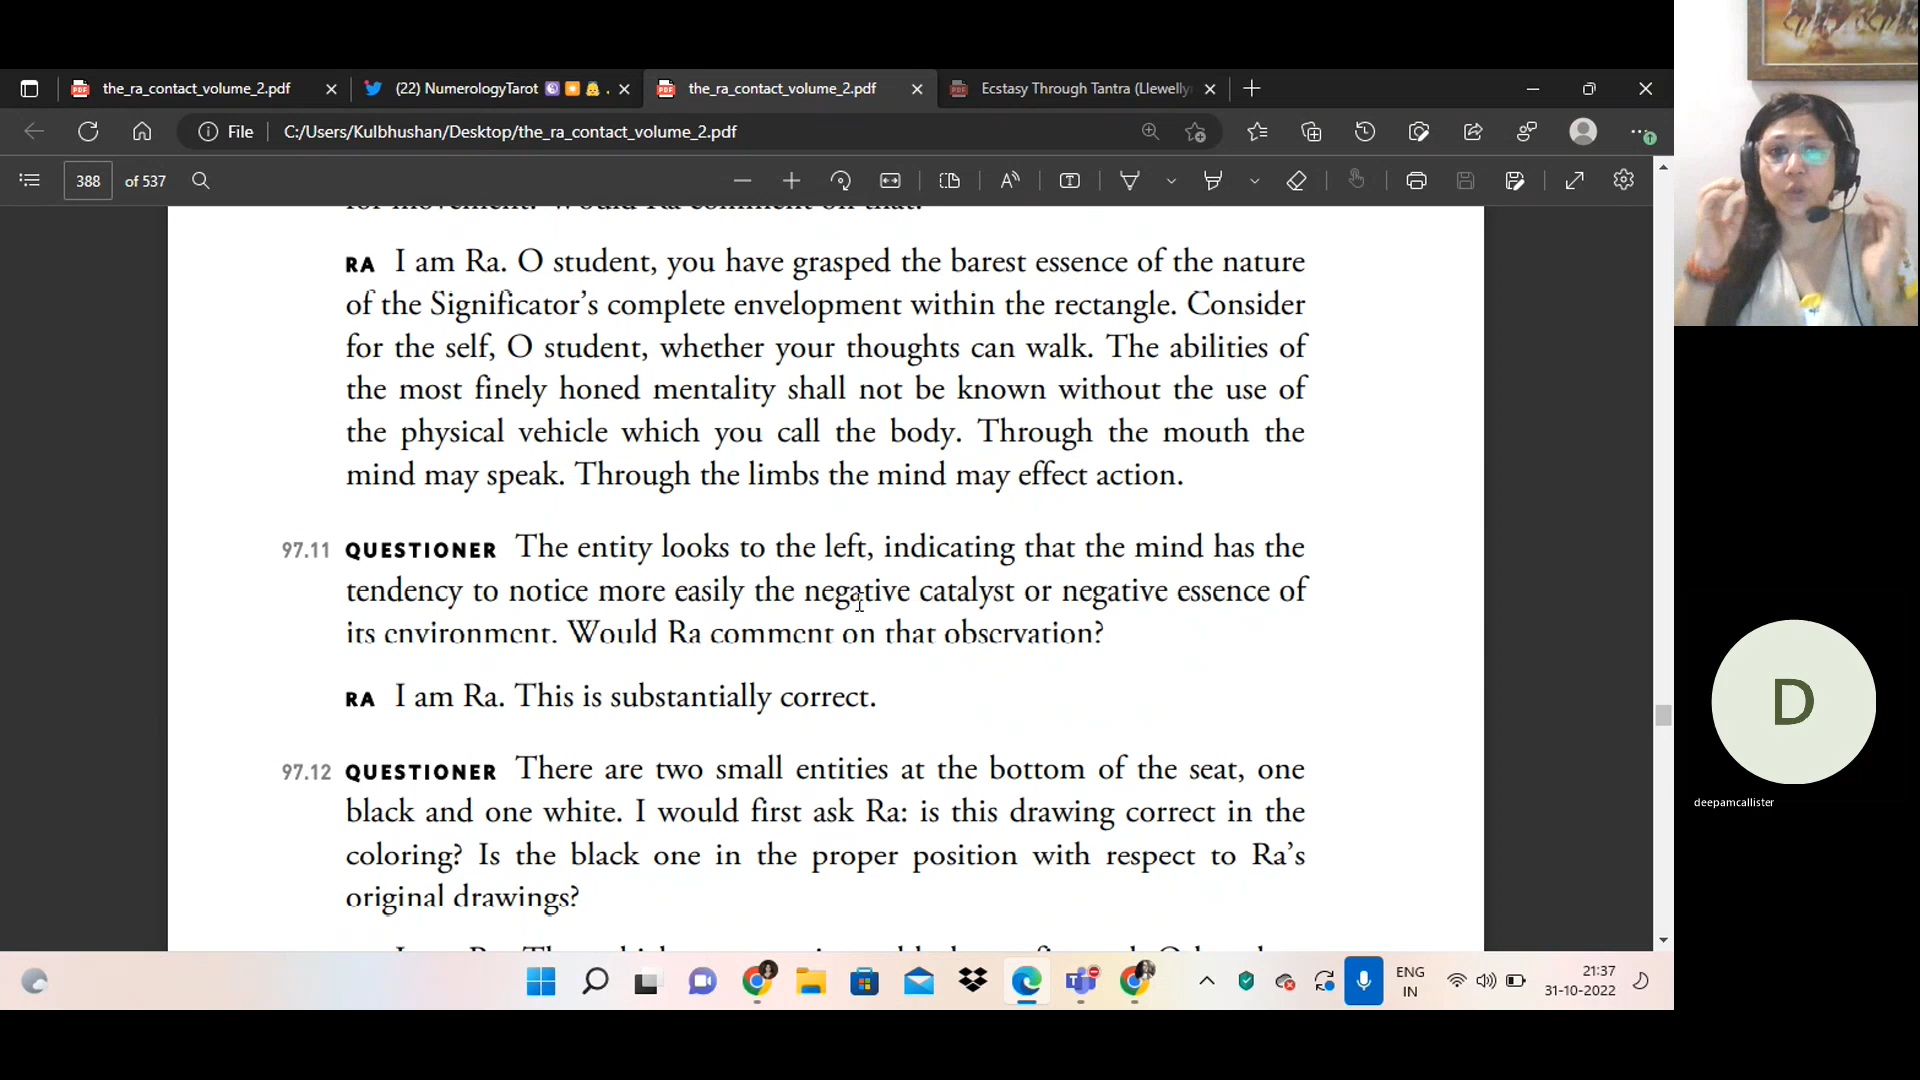 the_ra_contact_volume_2.pdf
(22) NumerologyTarot
the_ra_contact_volume_2.pdf
Ecstasy Through Tantra (Llewelly
File
C:/Users/Kulbhushan/Desktop/the_ra_contact_volume_2.pdf
388 of 537
for movement. Would Ra comment on that.
RA I am Ra. O student, you have grasped the barest essence of the nature
of the Significator’s complete envelopment within the rectangle. Consider
for the self, O student, whether your thoughts can walk. The abilities of
the most finely honed mentality shall not be known without the use of
the physical vehicle which you call the body. Through the mouth the
mind may speak. Through the limbs the mind may effect action.
97.11 QUESTIONER The entity looks to the left, indicating that the mind has the
tendency to notice more easily the negative catalyst or negative essence of
its environment. Would Ra comment on that observation?
RA I am Ra. This is substantially correct.
97.12 QUESTIONER There are two small entities at the bottom of the seat, one
black and one white. I would first ask Ra: is this drawing correct in the
coloring? Is the black one in the proper position with respect to Ra’s
original drawings?
D
deepamcallister
ENG
IN
21:37
31-10-2022